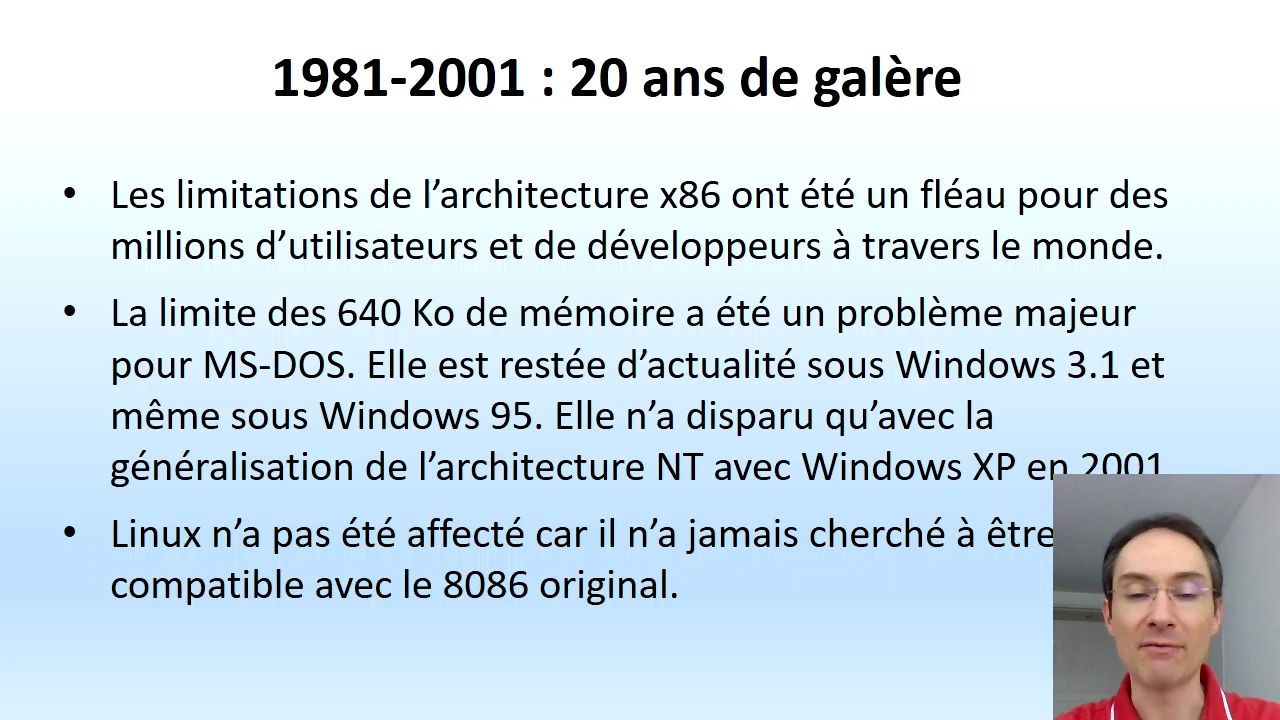 1981-2001 : 20 ans de galère
• Les limitations de l’architecture x86 ont été un fléau pour des
millions d’utilisateurs et de développeurs à travers le monde.
• La limite des 640 Ko de mémoire a été un problème majeur
pour MS-DOS. Elle est restée d’actualité sous Windows 3.1 et
même sous Windows 95. Elle n’a disparu qu’avec la
généralisation de l’architecture NT avec Windows XP en 2001
• Linux n’a pas été affecté car il n’a jamais cherché à être
compatible avec le 8086 original.